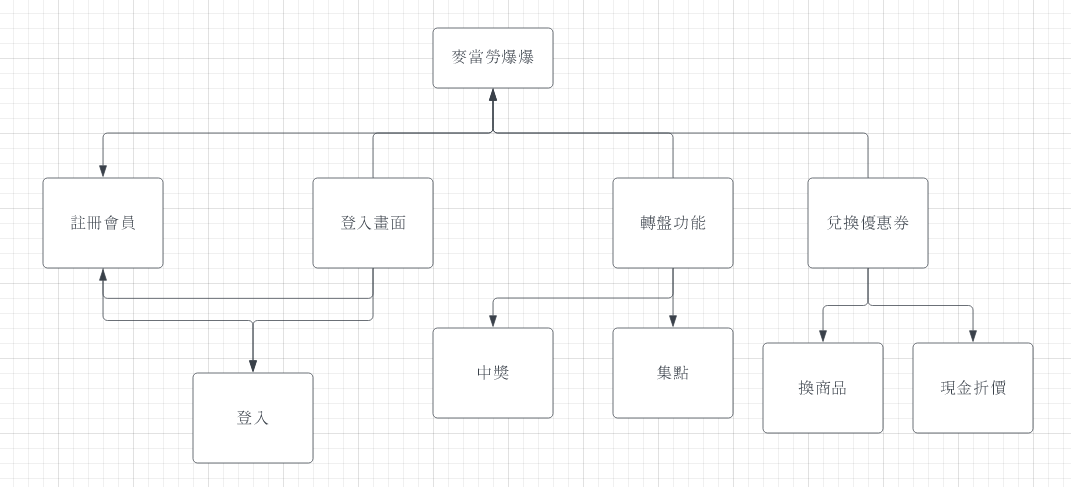 麥當勞爆爆
註冊會員
登入畫面
轉盤功能
兌換優惠券
中獎
集點
換商品
現金折價
登入